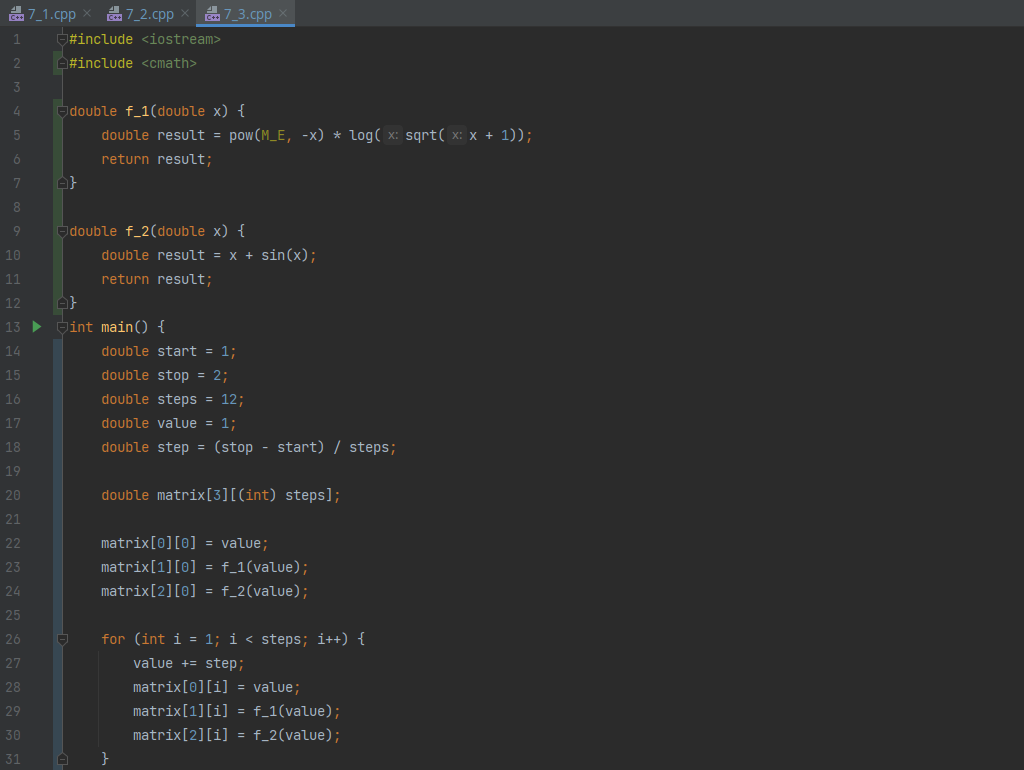 7_1.cpp 7_2.cpp 7_3.cpp
1 #include <iostream>
2 #include <cmath>
3
4 double f_1(double x) {
5     double result = pow(M_E, -x) * log( x: sqrt( x: x + 1));
6     return result;
7 }
8
9 double f_2(double x) {
10     double result = x + sin(x);
11     return result;
12 }
13 int main() {
14     double start = 1;
15     double stop = 2;
16     double steps = 12;
17     double value = 1;
18     double step = (stop - start) / steps;
19
20     double matrix[3][(int) steps];
21
22     matrix[0][0] = value;
23     matrix[1][0] = f_1(value);
24     matrix[2][0] = f_2(value);
25
26     for (int i = 1; i < steps; i++) {
27         value += step;
28         matrix[0][i] = value;
29         matrix[1][i] = f_1(value);
30         matrix[2][i] = f_2(value);
31     }